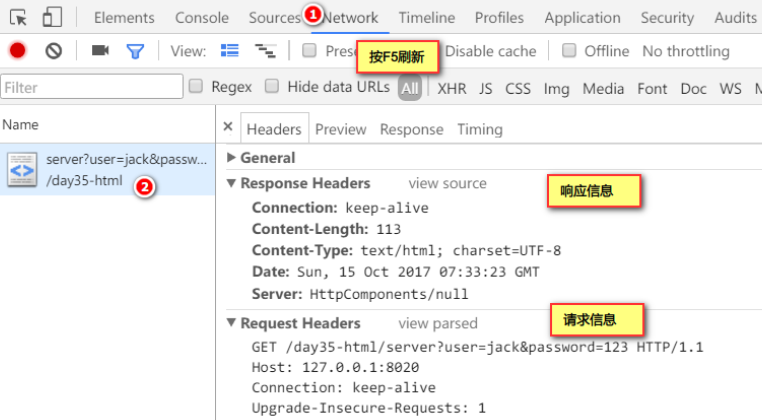 Elements Console Sources 1 Network Timeline Profiles Application Security Audits
View: Pres 按F5刷新 Disable cache Offline No throttling
Filter Regex Hide data URLs All XHR JS CSS Img Media Font Doc WS
Name × Headers Preview Response Timing
server?user=jack&passw...
/day35-html 2
▶ General
▼ Response Headers view source 响应信息
Connection: keep-alive
Content-Length: 113
Content-Type: text/html; charset=UTF-8
Date: Sun, 15 Oct 2017 07:33:23 GMT
Server: HttpComponents/null
▼ Request Headers view parsed 请求信息
GET /day35-html/server?user=jack&password=123 HTTP/1.1
Host: 127.0.0.1:8020
Connection: keep-alive
Upgrade-Insecure-Requests: 1